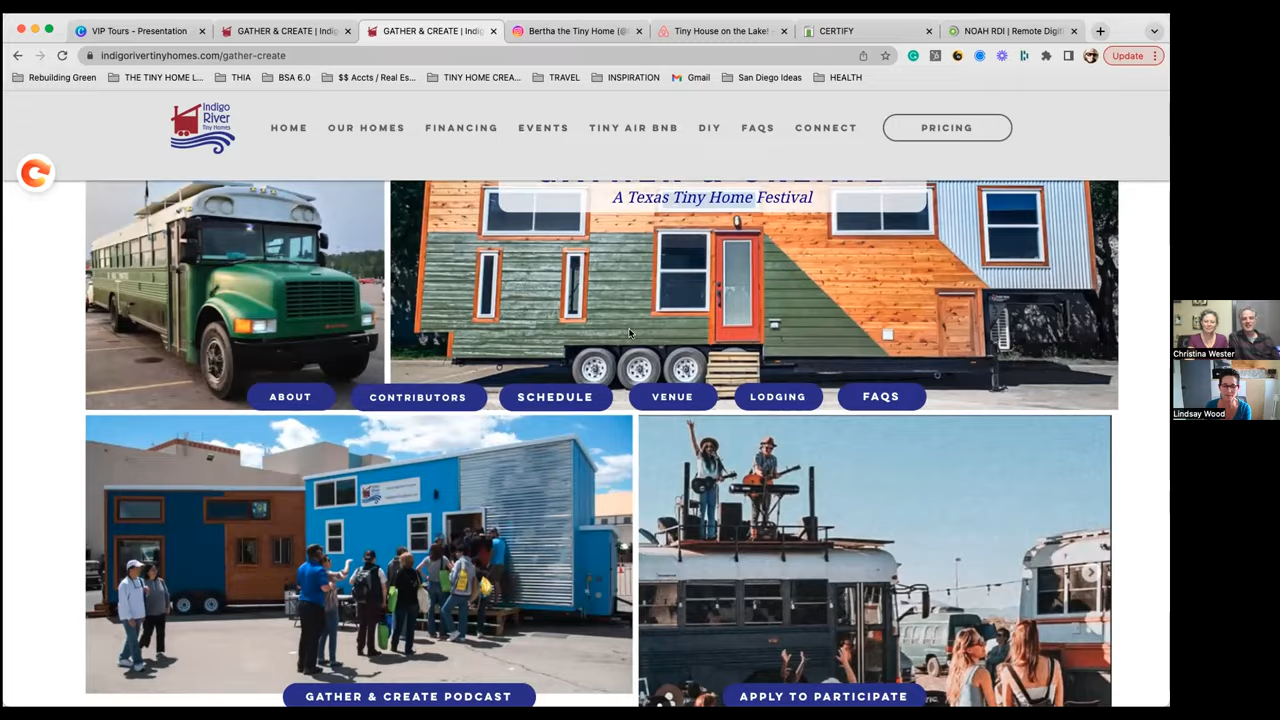 VIP Tours - Presentation
GATHER & CREATE | Indig
GATHER & CREATE | Indig
Bertha the Tiny Home (@
Tiny House on the Lake!
CERTIFY
NOAH RDI | Remote Digit
indigorivertinyhomes.com/gather-create
Update
Rebuilding Green
THE TINY HOME L...
THIA
BSA 6.0
$$ Accts / Real Es...
TINY HOME CREA...
TRAVEL
INSPIRATION
Gmail
San Diego Ideas
HEALTH
Indigo
River
Tiny Homes
HOME
OUR HOMES
FINANCING
EVENTS
TINY AIR BNB
DIY
FAQS
CONNECT
PRICING
A Texas Tiny Home Festival
ABOUT
CONTRIBUTORS
SCHEDULE
VENUE
LODGING
FAQS
GATHER & CREATE PODCAST
APPLY TO PARTICIPATE
Christina Wester
Lindsay Wood